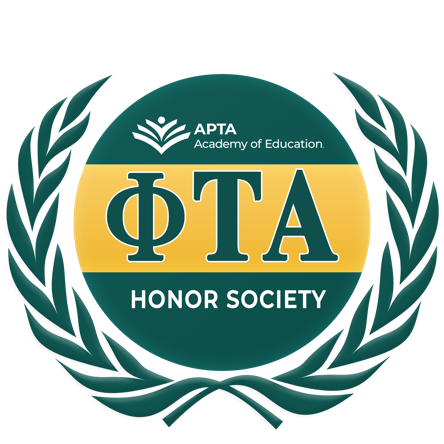 APTA
Academy of Education.
ΦΤΑ
HONOR SOCIETY